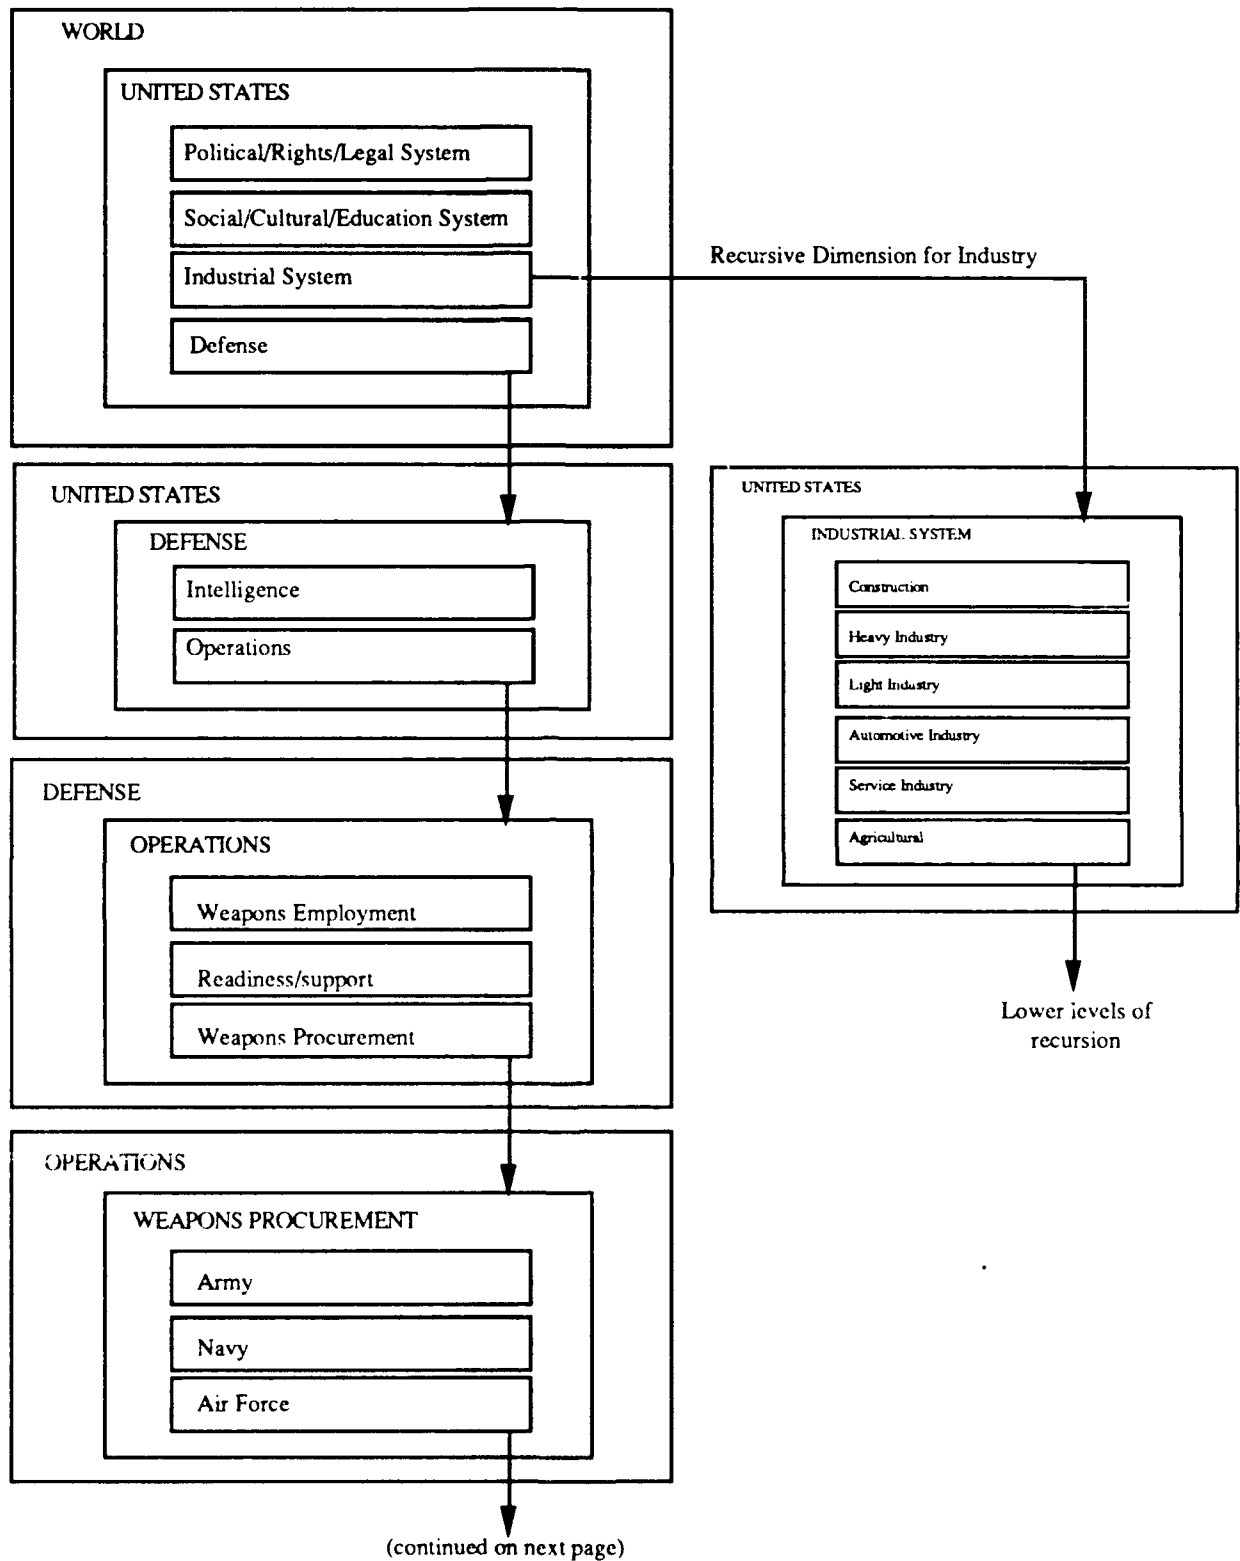 WORLD
UNITED STATES
Political/Rights/Legal System
Social/Cultural/Education System
Industrial System
Defense
Recursive Dimension for Industry
UNITED STATES
DEFENSE
Intelligence
Operations
UNITED STATES
INDUSTRIAL SYSTEM
Construction
Heavy Industry
Light Industry
Automotive Industry
Service Industry
Agricultural
Lower levels of
recursion
DEFENSE
OPERATIONS
Weapons Employment
Readiness/support
Weapons Procurement
OPERATIONS
WEAPONS PROCUREMENT
Army
Navy
Air Force
(continued on next page)